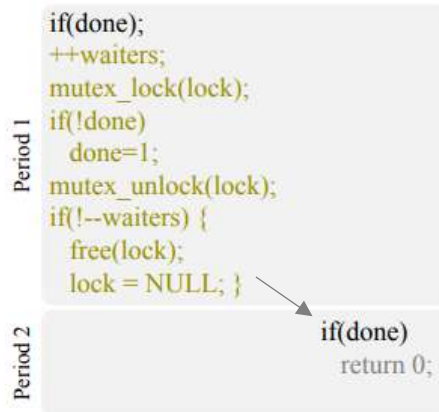 if(done);
++waiters;
mutex_lock(lock);
if(!done)
done=1;
mutex_unlock(lock);
if(!--waiters) {
free(lock);
lock = NULL; }
Period 1
if(done)
return 0;
Period 2